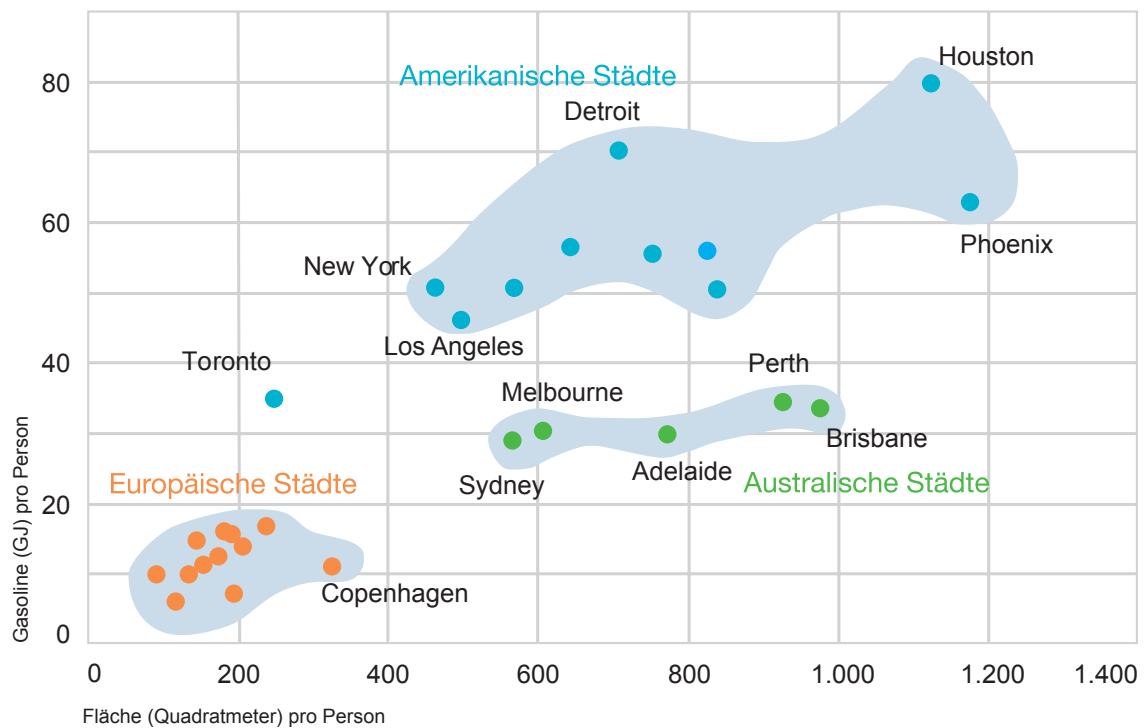 Gasoline (GJ) pro Person
80
60
40
20
0
Amerikanische Städte
Houston
Detroit
Phoenix
New York
Los Angeles
Toronto
Perth
Melbourne
Brisbane
Adelaide
Sydney
Australische Städte
Europäische Städte
Copenhagen
0 200 400 600 800 1.000 1.200 1.400
Fläche (Quadratmeter) pro Person